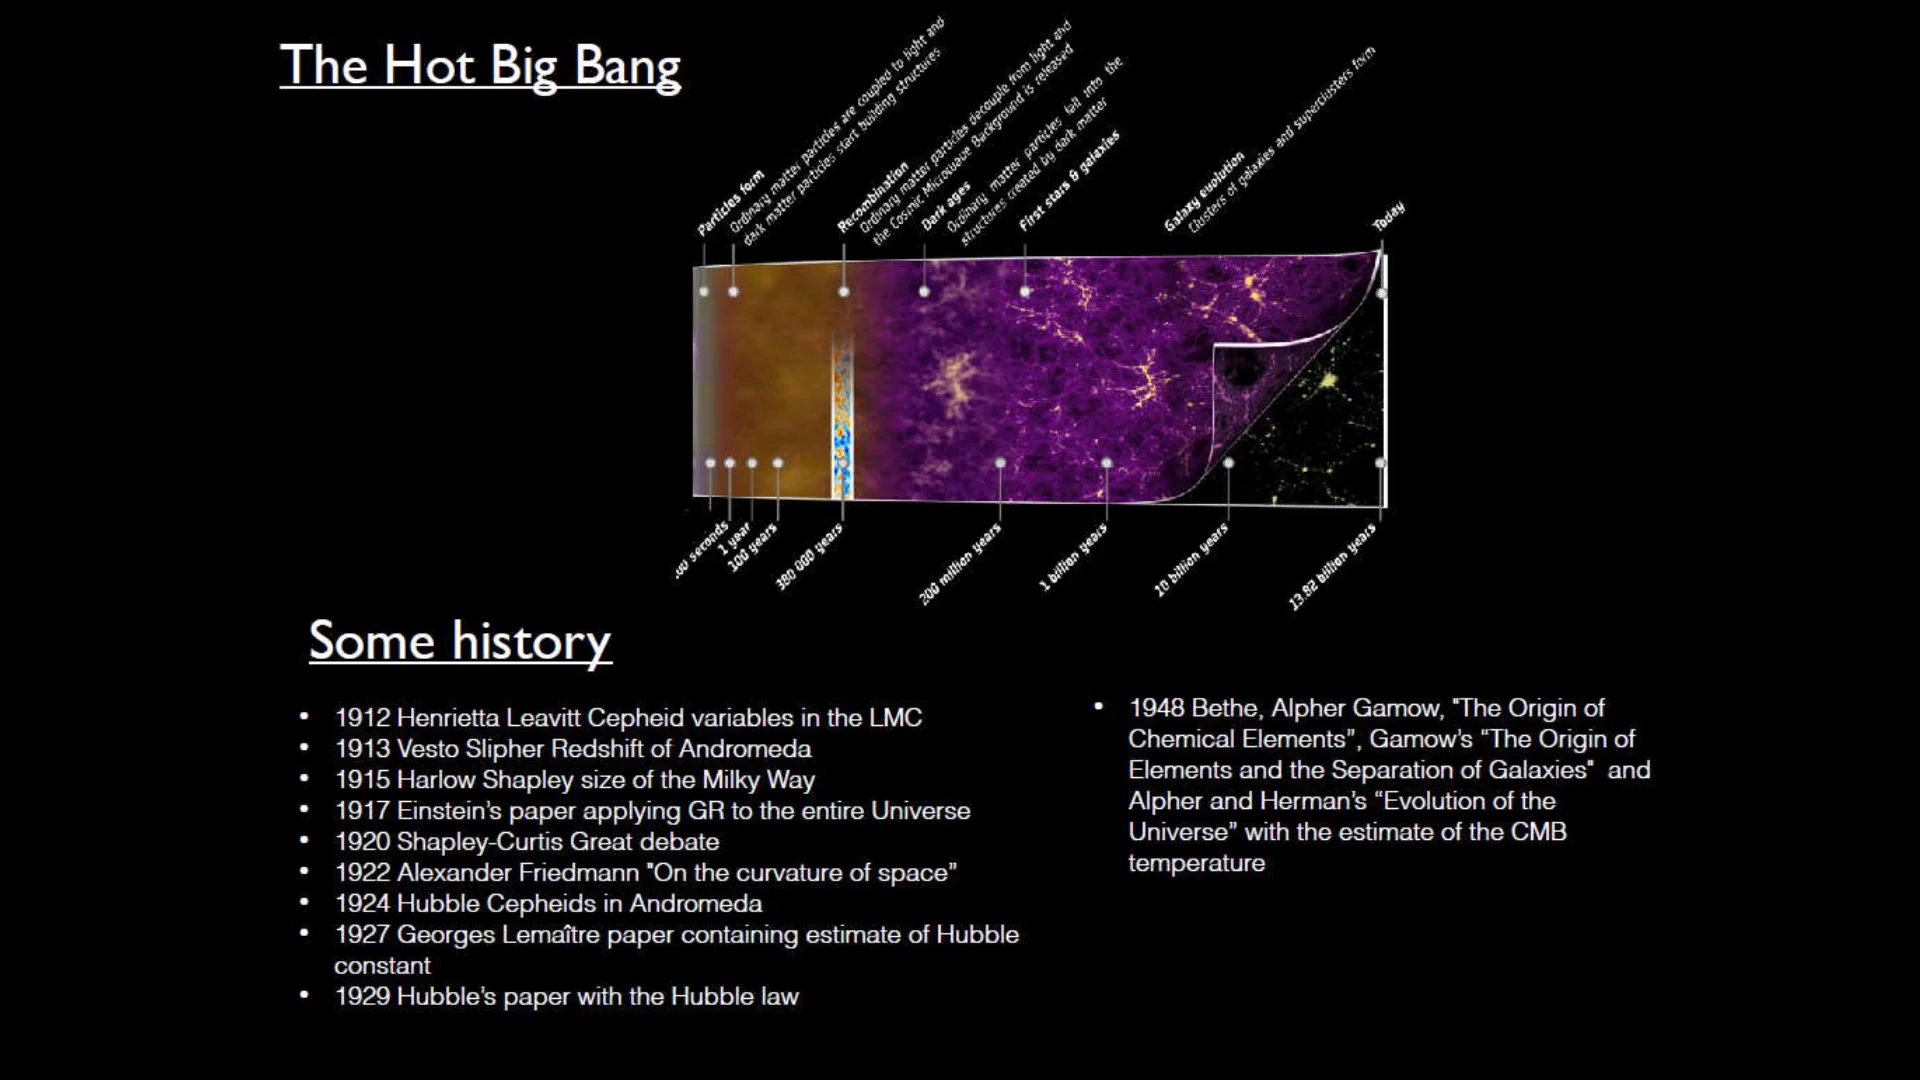 The Hot Big Bang
Particles form
Ordinary matter particles are coupled to light and
dark matter particles start building structures
Recombination
Ordinary matter particles decouple from light and
the Cosmic Microwave Background is released
Dark ages
Ordinary matter particles fall into the
structures created by dark matter
First stars & galaxies
Galaxy evolution
Clusters of galaxies and superclusters form
Today
seconds
1 year
100 years
380 000 years
200 million years
1 billion years
10 billion years
13.82 billion years
Some history
• 1912 Henrietta Leavitt Cepheid variables in the LMC
• 1913 Vesto Slipher Redshift of Andromeda
• 1915 Harlow Shapley size of the Milky Way
• 1917 Einstein’s paper applying GR to the entire Universe
• 1920 Shapley-Curtis Great debate
• 1922 Alexander Friedmann "On the curvature of space”
• 1924 Hubble Cepheids in Andromeda
• 1927 Georges Lemaître paper containing estimate of Hubble
constant
• 1929 Hubble’s paper with the Hubble law
• 1948 Bethe, Alpher Gamow, "The Origin of
Chemical Elements”, Gamow’s “The Origin of
Elements and the Separation of Galaxies" and
Alpher and Herman’s “Evolution of the
Universe” with the estimate of the CMB
temperature